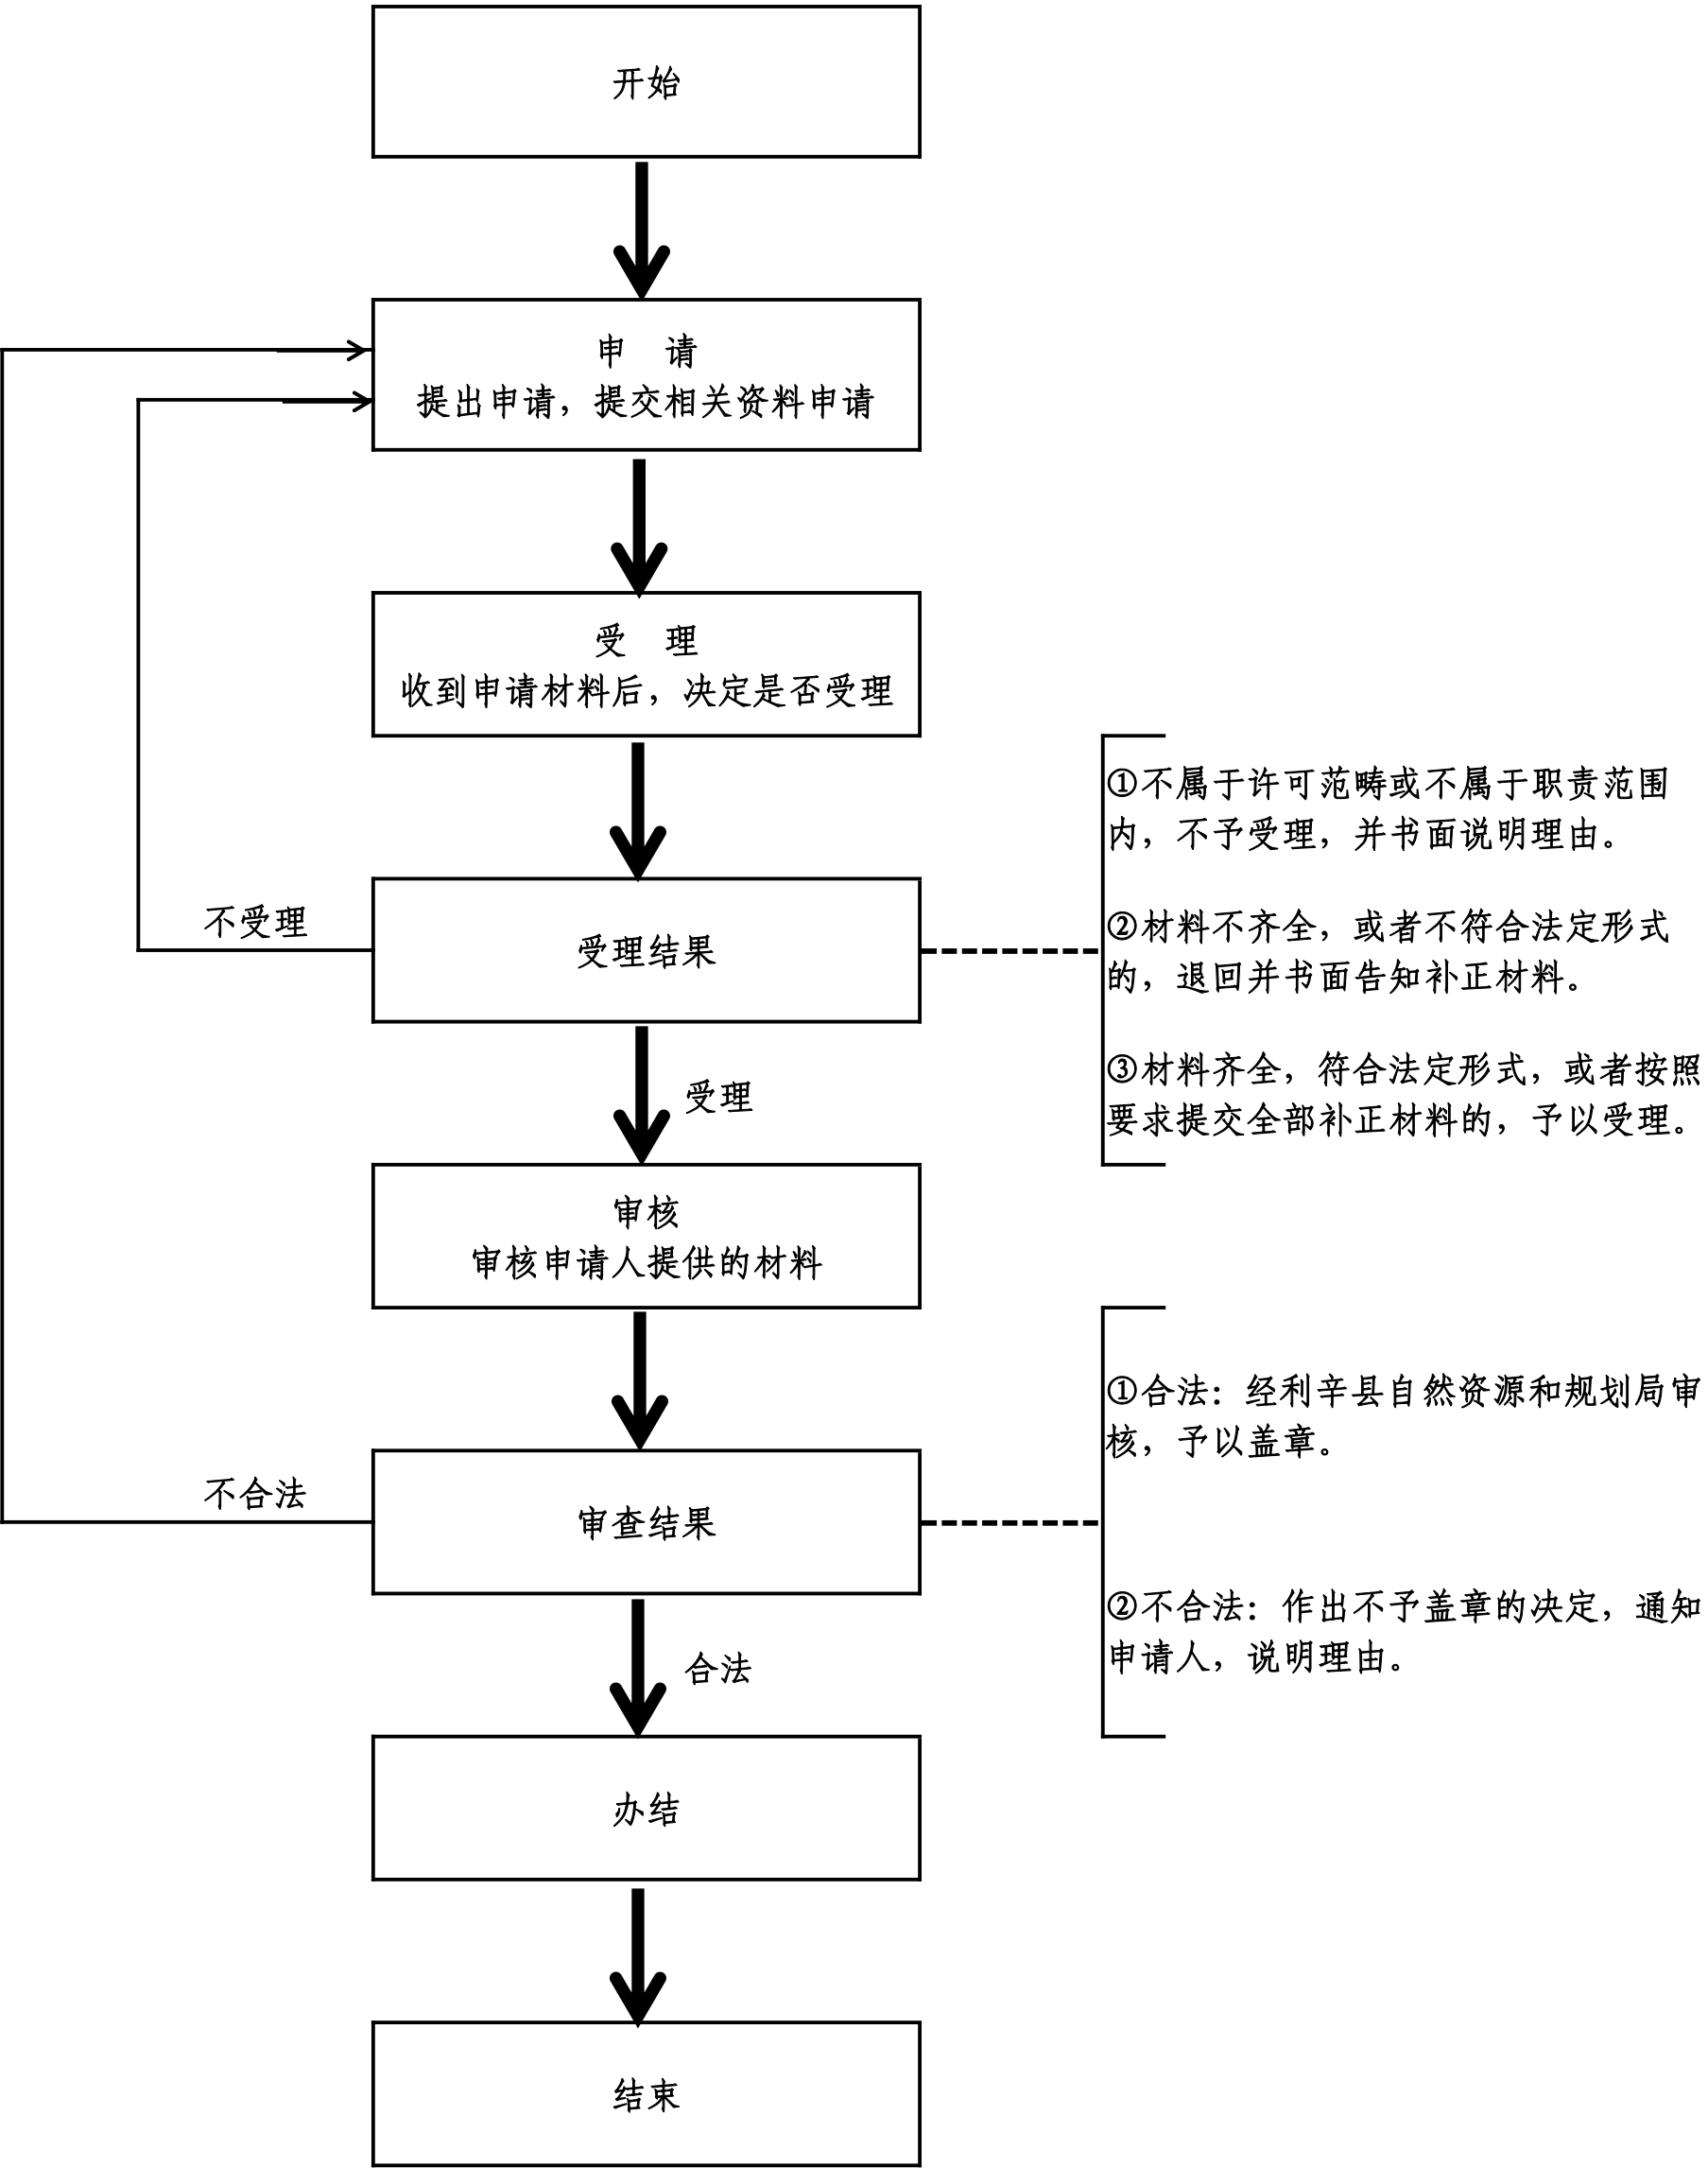 开始
申 请
提出申请，提交相关资料申请
受 理
收到申请材料后，决定是否受理
①不属于许可范畴或不属于职责范围
内，不予受理，并书面说明理由。
不受理
受理结果
②材料不齐全，或者不符合法定形式
的，退回并书面告知补正材料。
③材料齐全，符合法定形式，或者按照
要求提交全部补正材料的，予以受理。
受理
审核
审核申请人提供的材料
①合法：经利辛县自然资源和规划局审
核，予以盖章。
不合法
审查结果
②不合法：作出不予盖章的决定，通知
申请人，说明理由。
合法
办结
结束